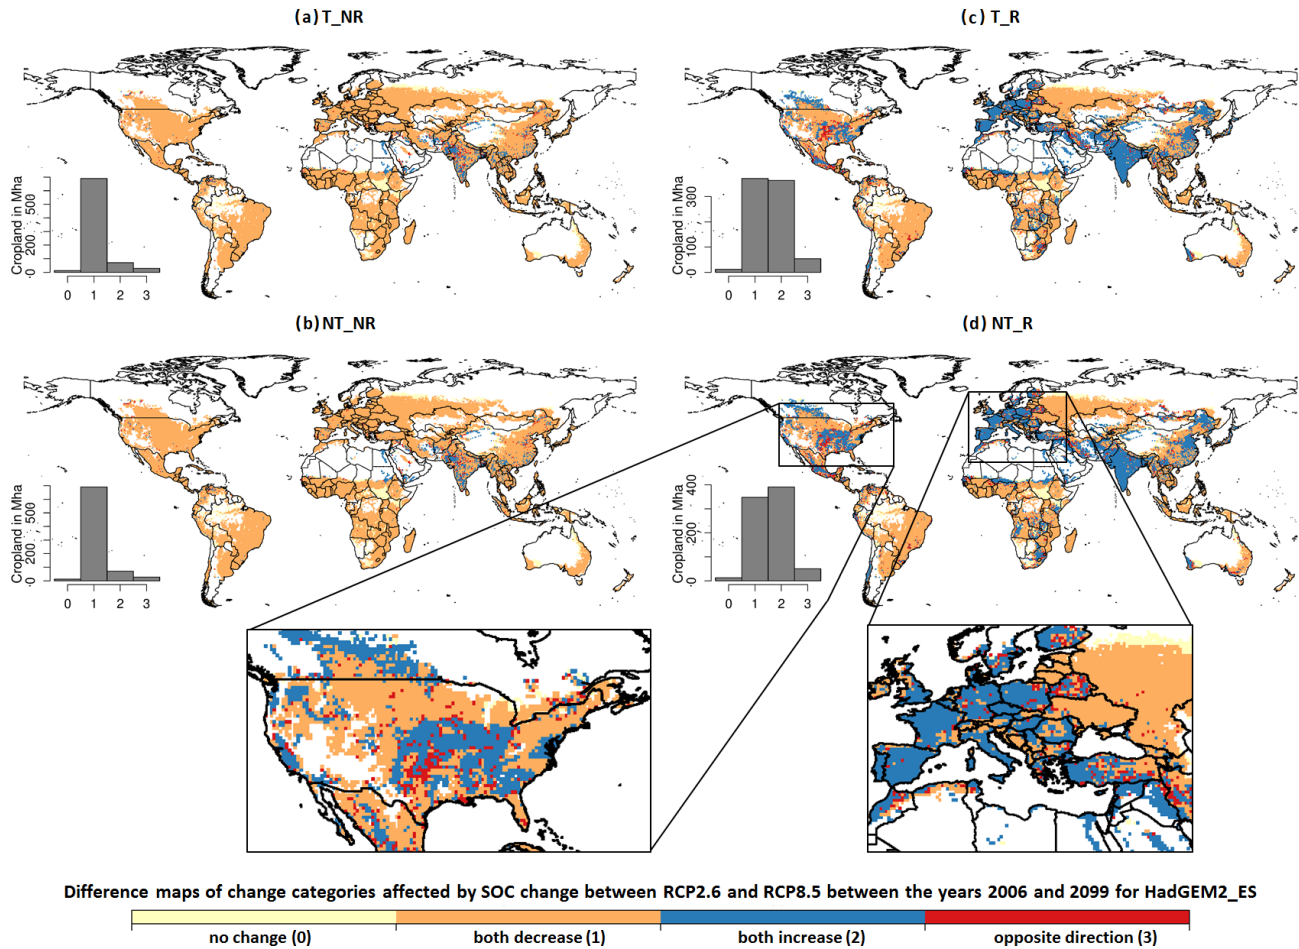 (a) T_NR
(c) T_R
Cropland in Mha
0 200 500
0 1 2 3
Cropland in Mha
0 100 300
0 1 2 3
(b) NT_NR
(d) NT_R
Cropland in Mha
0 200 500
0 1 2 3
Cropland in Mha
0 200 400
0 1 2 3
Difference maps of change categories affected by SOC change between RCP2.6 and RCP8.5 between the years 2006 and 2099 for HadGEM2_ES
no change (0) both decrease (1) both increase (2) opposite direction (3)